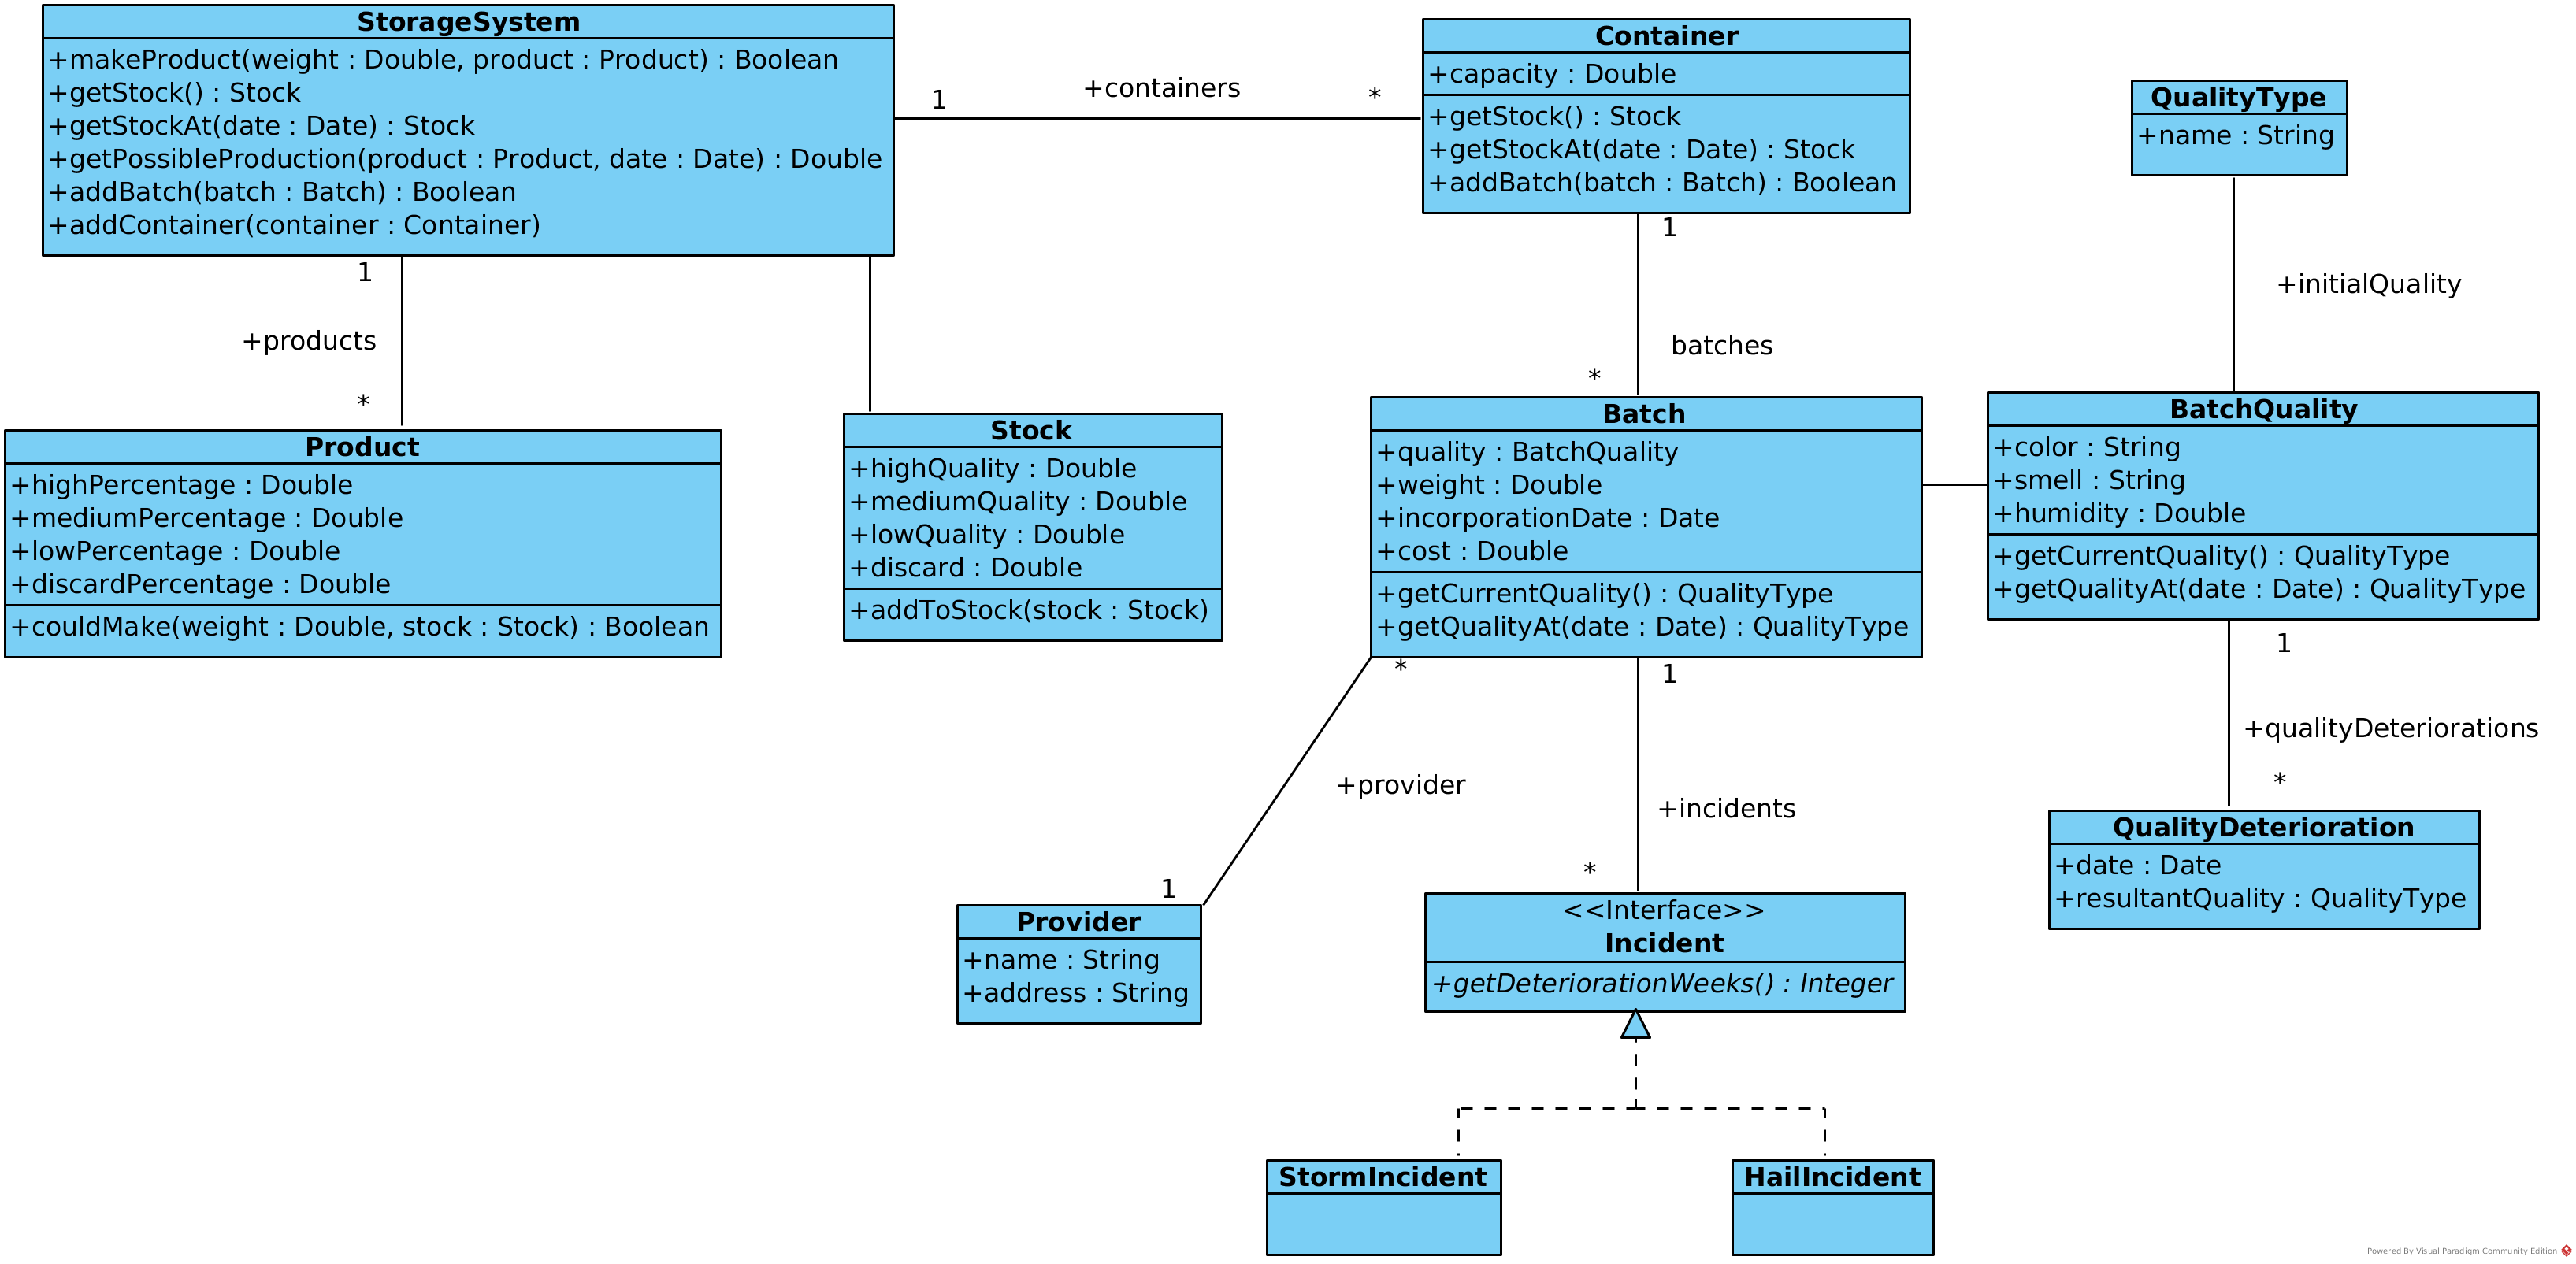 StorageSystem
+makeProduct(weight : Double, product : Product) : Boolean
+getStock() : Stock
+getStockAt(date : Date) : Stock
+getPossibleProduction(product : Product, date : Date) : Double
+addBatch(batch : Batch) : Boolean
+addContainer(container : Container)
1
+containers
*
Container
+capacity : Double
+getStock() : Stock
+getStockAt(date : Date) : Stock
+addBatch(batch : Batch) : Boolean
QualityType
+name : String
1
+products
*
1
batches
*
+initialQuality
Product
+highPercentage : Double
+mediumPercentage : Double
+lowPercentage : Double
+discardPercentage : Double
+couldMake(weight : Double, stock : Stock) : Boolean
Stock
+highQuality : Double
+mediumQuality : Double
+lowQuality : Double
+discard : Double
+addToStock(stock : Stock)
Batch
+quality : BatchQuality
+weight : Double
+incorporationDate : Date
+cost : Double
+getCurrentQuality() : QualityType
+getQualityAt(date : Date) : QualityType
BatchQuality
+color : String
+smell : String
+humidity : Double
+getCurrentQuality() : QualityType
+getQualityAt(date : Date) : QualityType
*
+provider
1
1
+incidents
*
1
+qualityDeteriorations
*
Provider
+name : String
+address : String
<<Interface>>
Incident
+getDeteriorationWeeks() : Integer
QualityDeterioration
+date : Date
+resultantQuality : QualityType
StormIncident
HailIncident
Powered By Visual Paradigm Community Edition